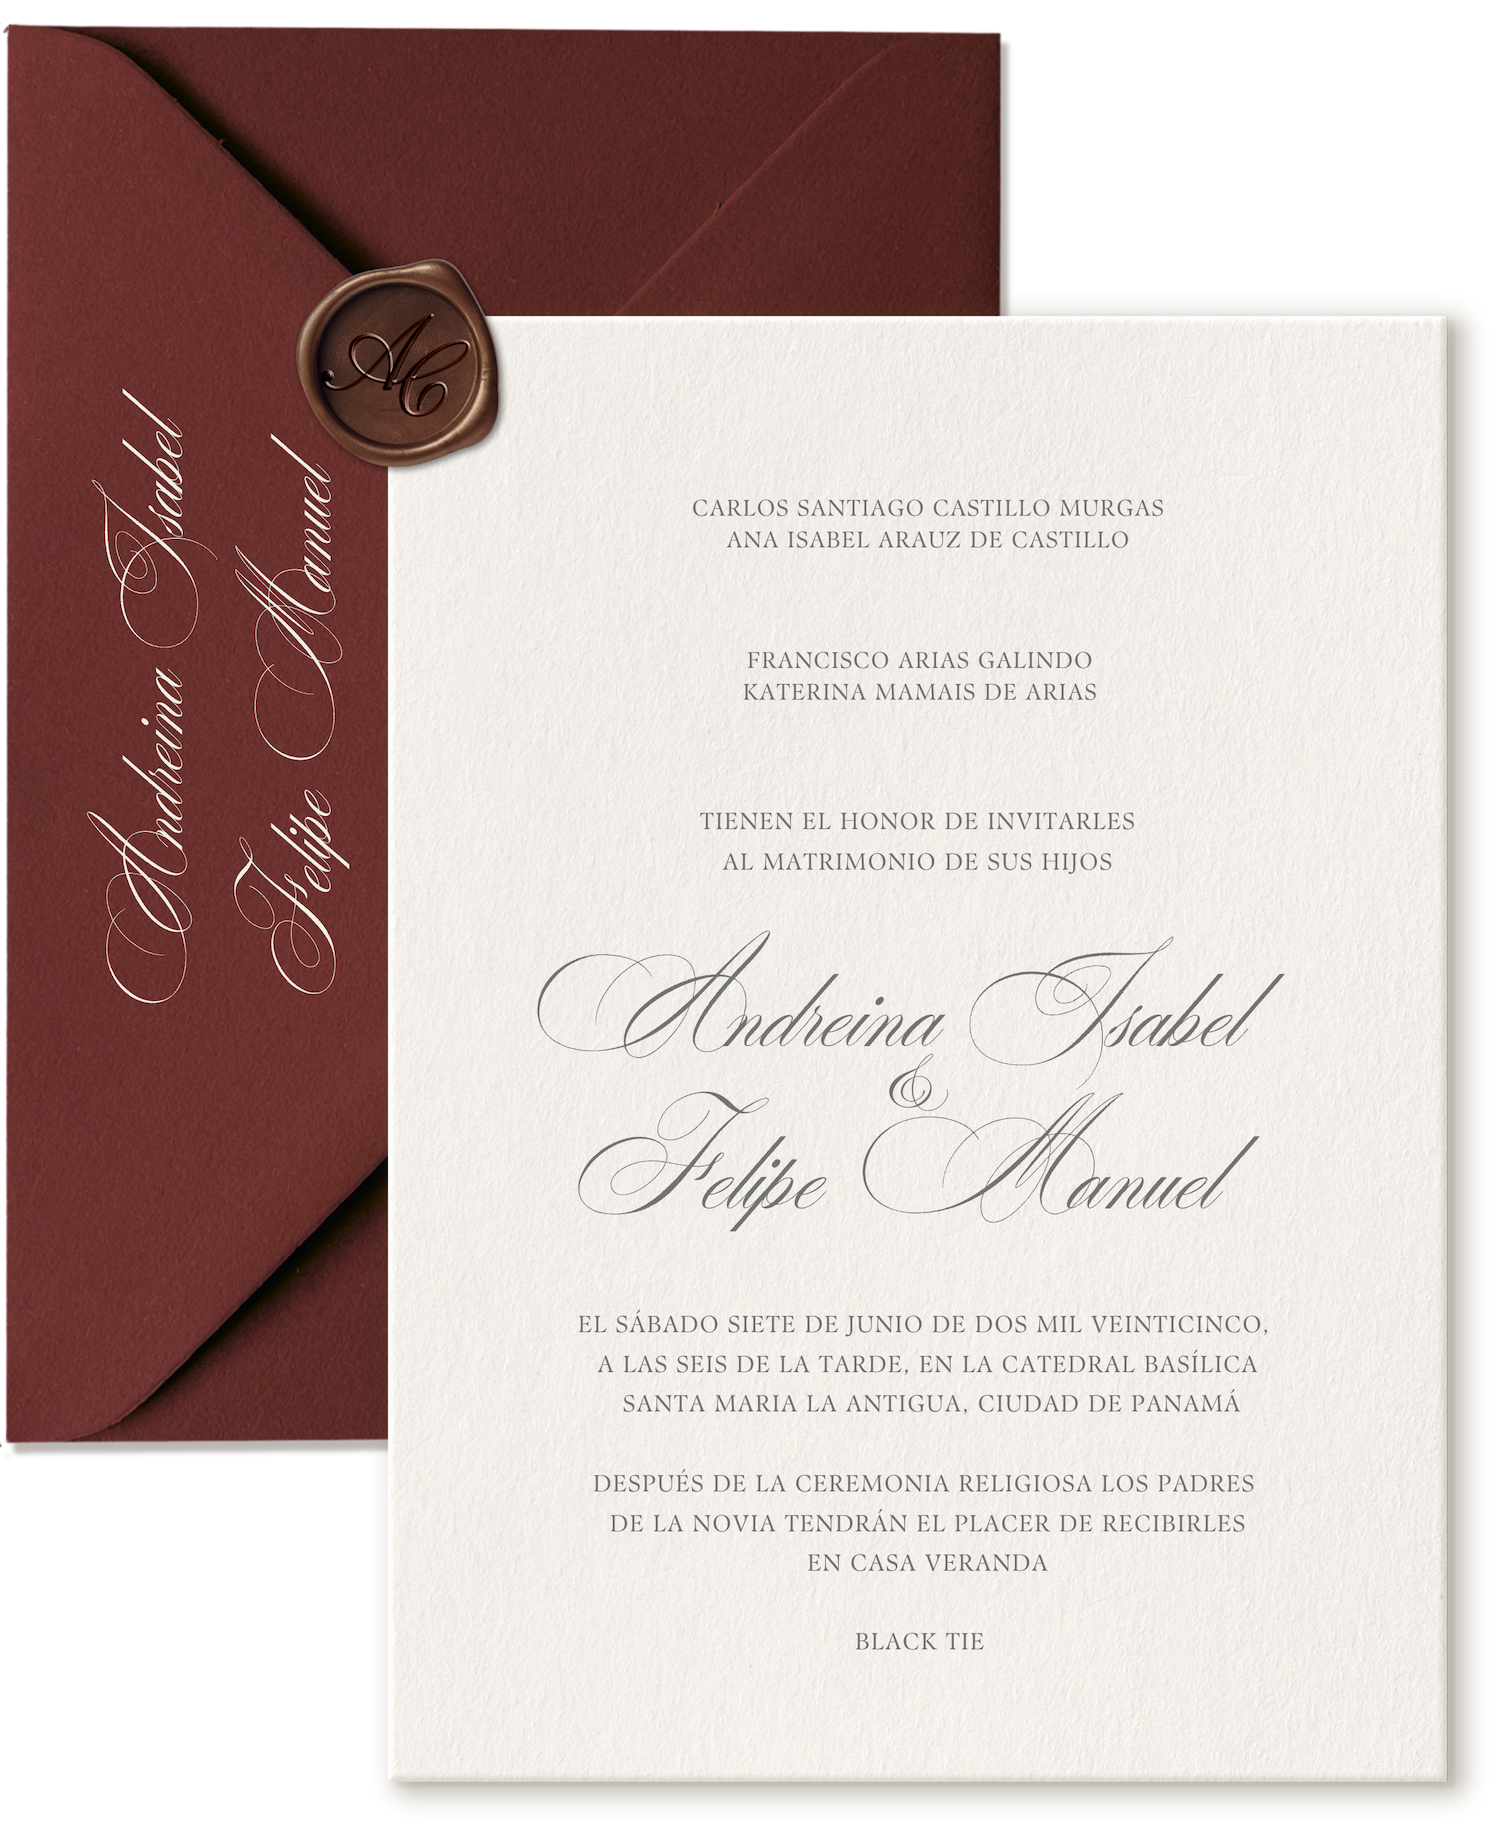 Andreina Isabel
Felipe Manuel
AC
CARLOS SANTIAGO CASTILLO MURGAS
ANA ISABEL ARAUZ DE CASTILLO
FRANCISCO ARIAS GALINDO
KATERINA MAMAIS DE ARIAS
TIENEN EL HONOR DE INVITARLES
AL MATRIMONIO DE SUS HIJOS
Andreina Isabel
&
Felipe Manuel
EL SÁBADO SIETE DE JUNIO DE DOS MIL VEINTICINCO,
A LAS SEIS DE LA TARDE, EN LA CATEDRAL BASÍLICA
SANTA MARIA LA ANTIGUA, CIUDAD DE PANAMÁ
DESPUÉS DE LA CEREMONIA RELIGIOSA LOS PADRES
DE LA NOVIA TENDRÁN EL PLACER DE RECIBIRLES
EN CASA VERANDA
BLACK TIE